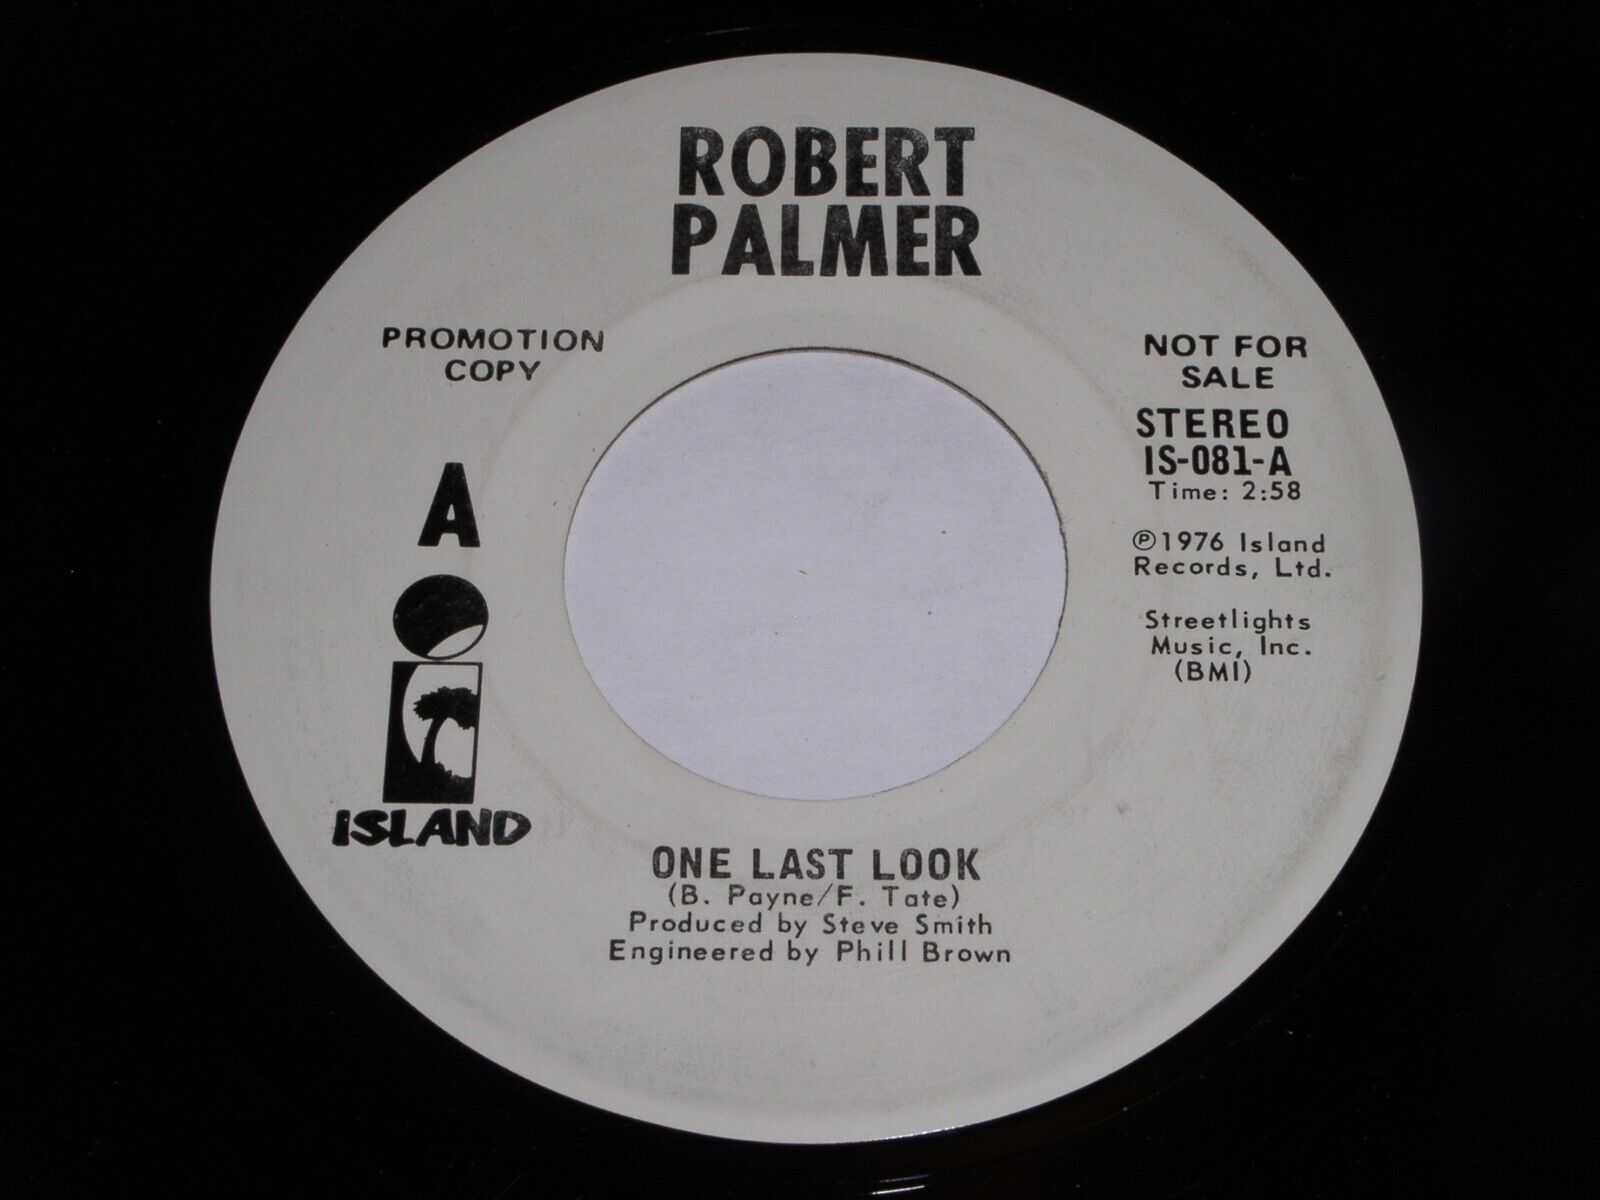 ROBERT
PALMER
PROMOTION
COPY
NOT FOR
SALE
A
STEREO
IS-081-A
Time: 2:58
℗1976 Island
Records, Ltd.
Streetlights
Music, Inc.
(BMI)
ISLAND
ONE LAST LOOK
(B. Payne/F. Tate)
Produced by Steve Smith
Engineered by Phill Brown